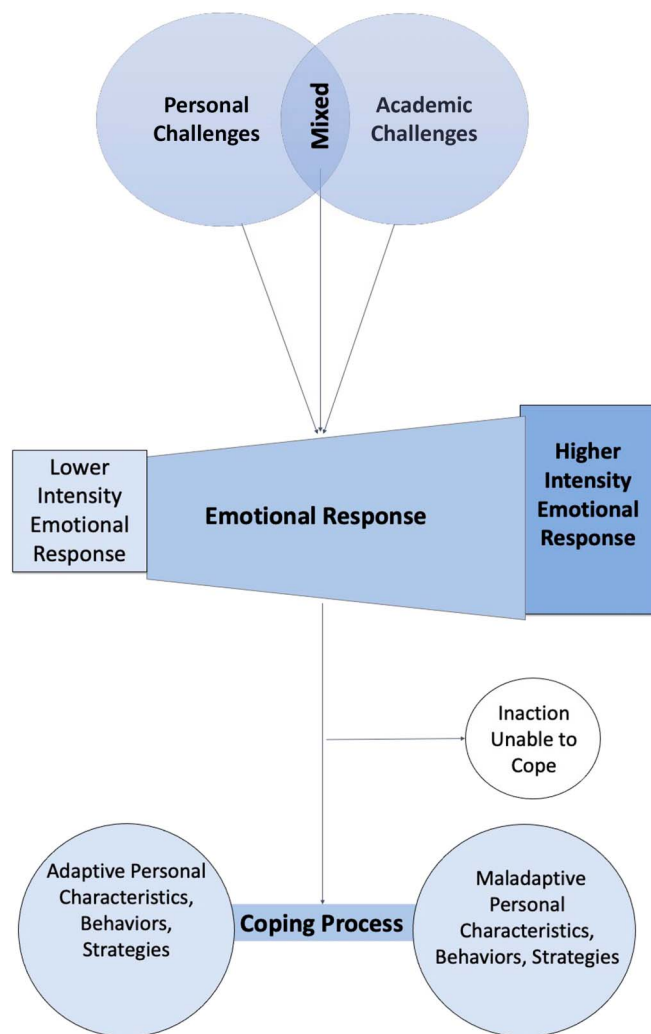 Personal
Challenges
Mixed
Academic
Challenges
Lower
Intensity
Emotional
Response
Emotional Response
Higher
Intensity
Emotional
Response
Inaction
Unable to
Cope
Adaptive Personal
Characteristics,
Behaviors,
Strategies
Coping Process
Maladaptive
Personal
Characteristics,
Behaviors, Strategies